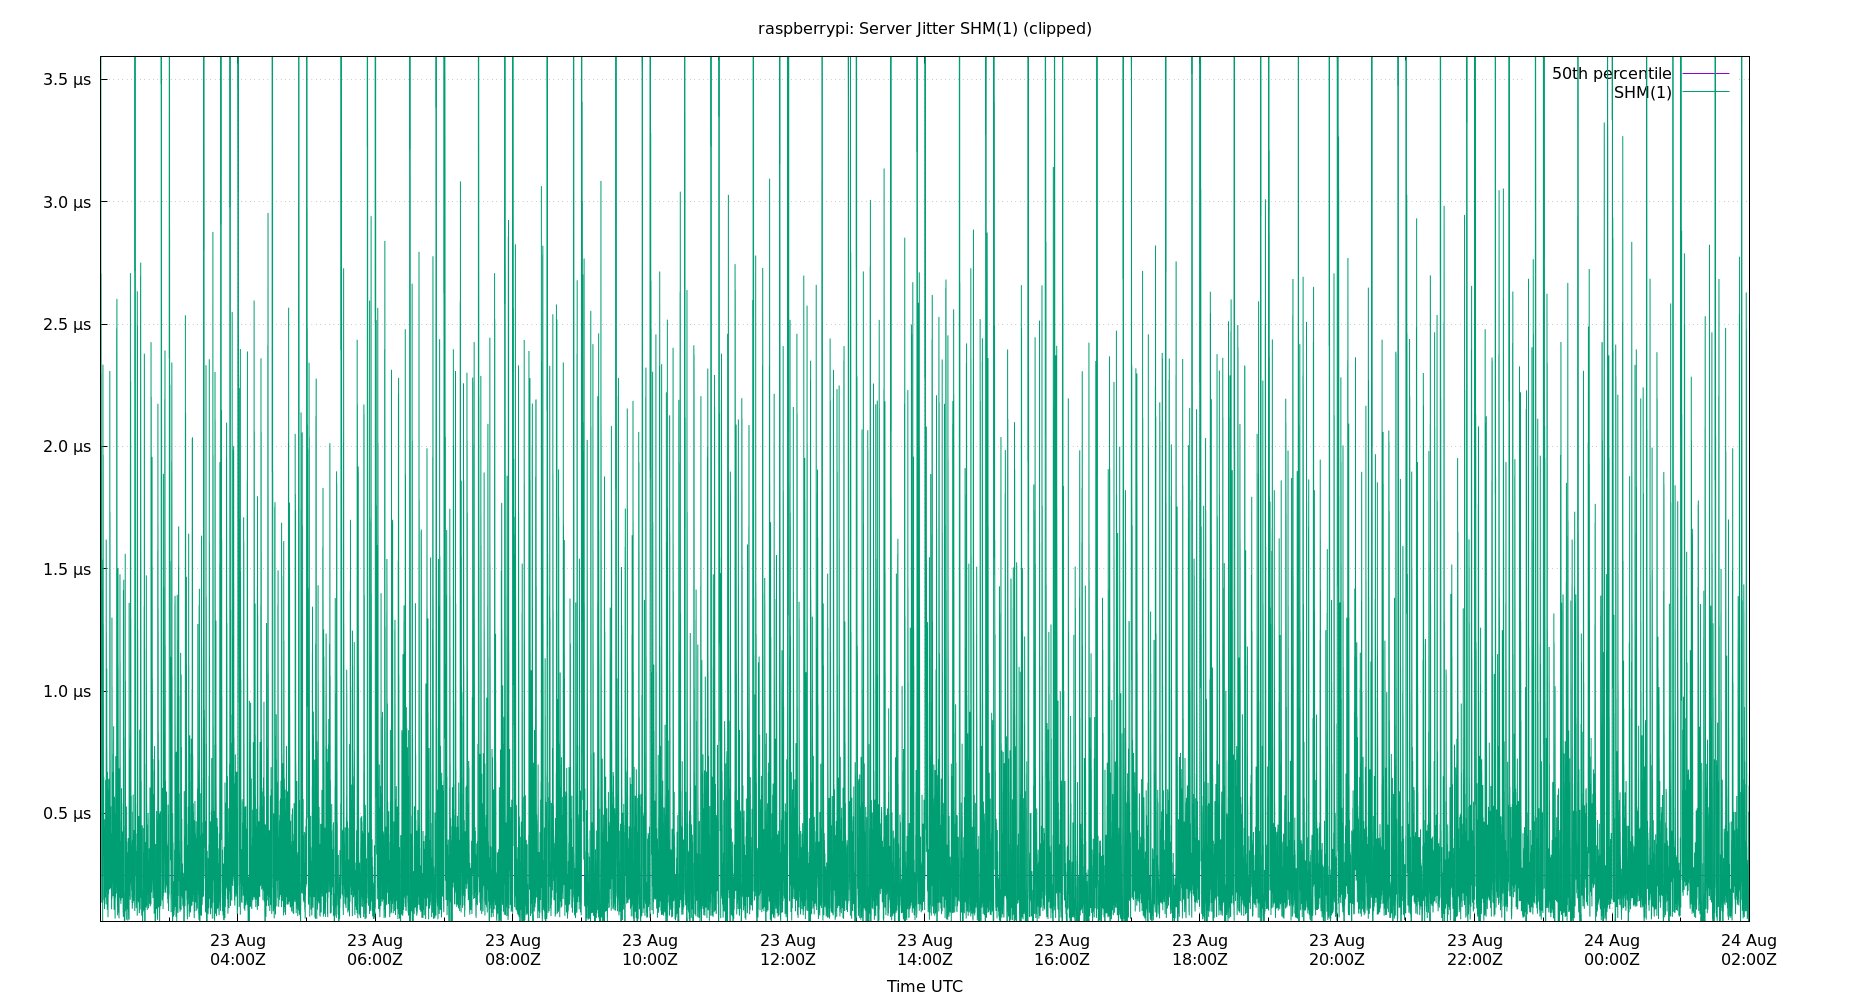 raspberrypi: Server Jitter SHM(1) (clipped)
50th percentile
SHM(1)
3.5 µs
3.0 µs
2.5 µs
2.0 µs
1.5 µs
1.0 µs
0.5 µs
23 Aug 23 Aug 23 Aug 23 Aug 23 Aug 23 Aug 23 Aug 23 Aug 23 Aug 23 Aug 24 Aug 24 Aug
04:00Z 06:00Z 08:00Z 10:00Z 12:00Z 14:00Z 16:00Z 18:00Z 20:00Z 22:00Z 00:00Z 02:00Z
Time UTC